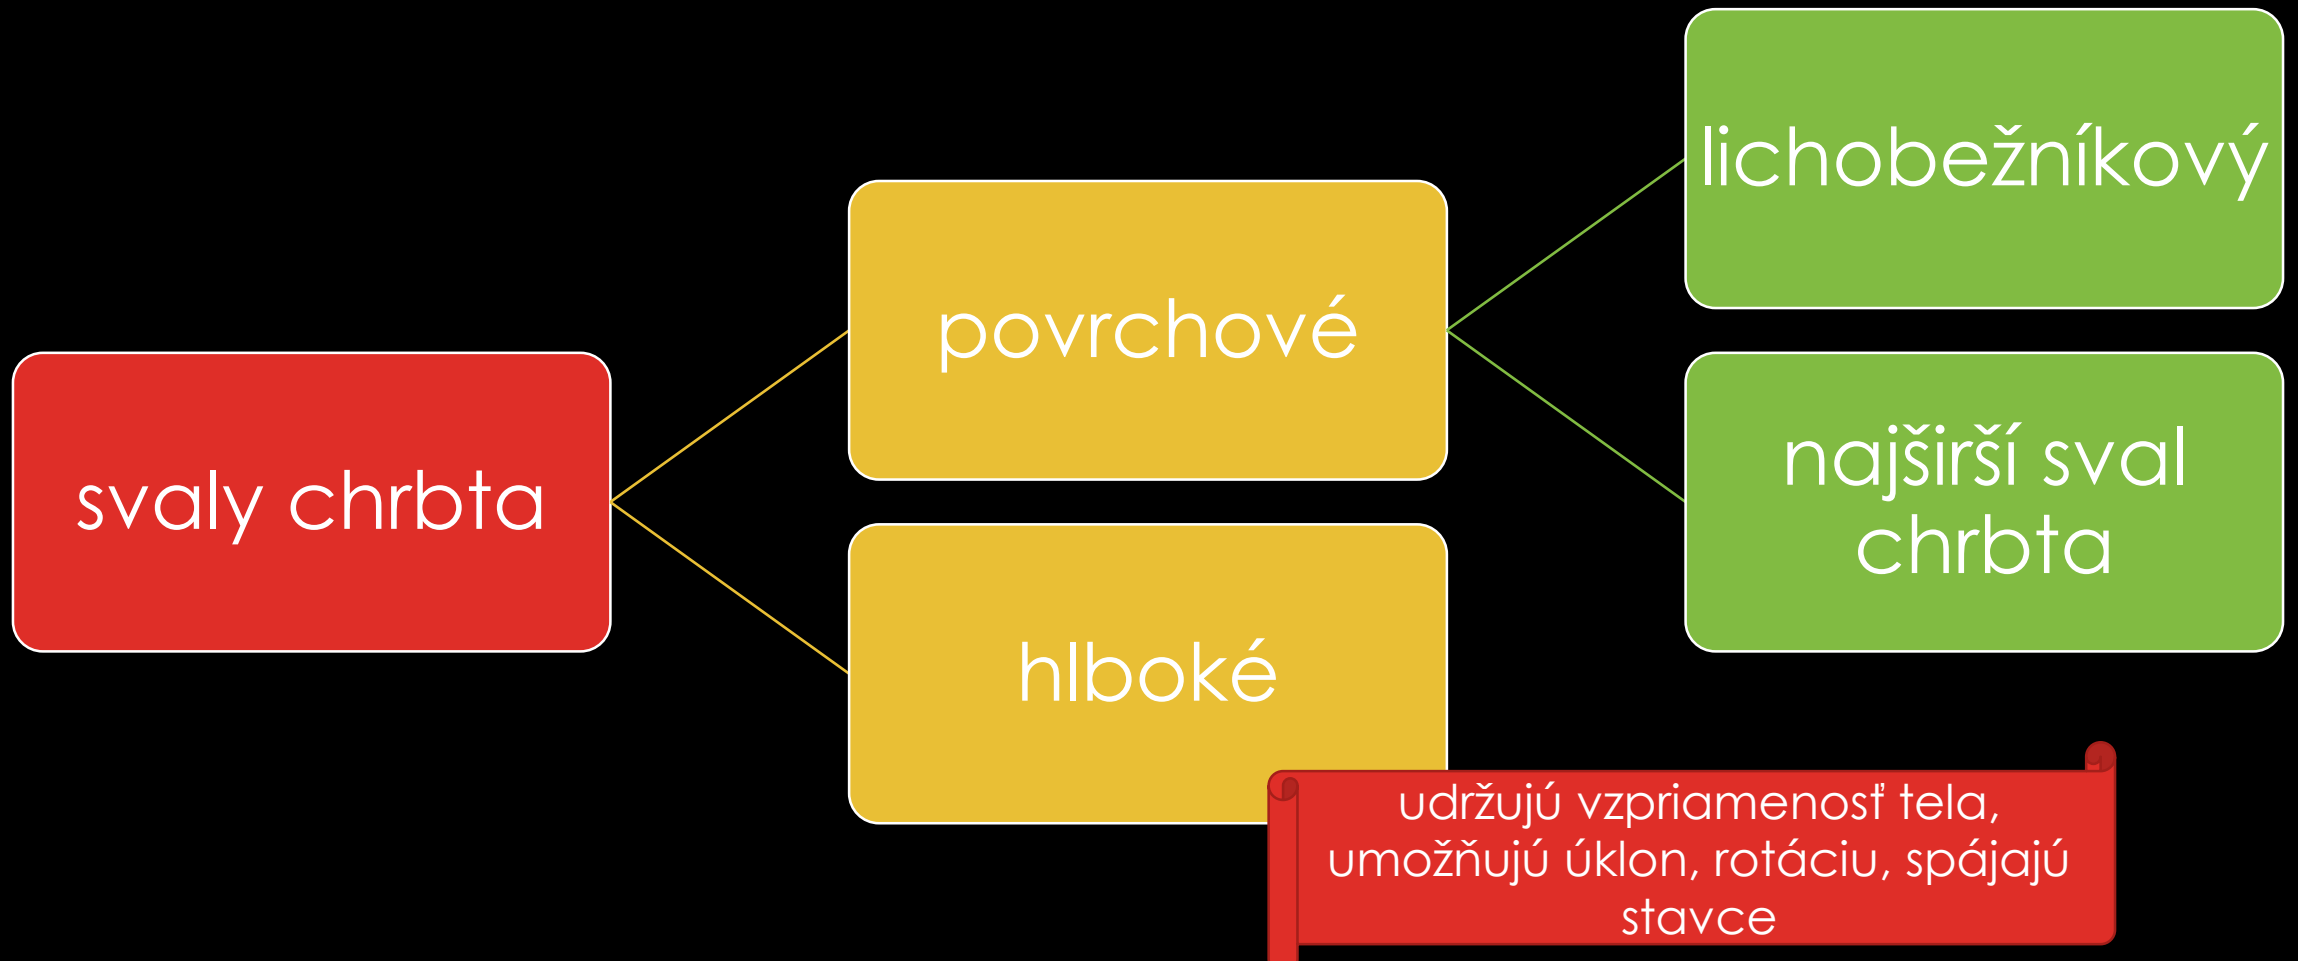 svaly chrbta
povrchové
hlboké
lichobežníkový
najširší sval
chrbta
udržujú vzpriamenosť tela,
umožňujú úklon, rotáciu, spájajú
stavce